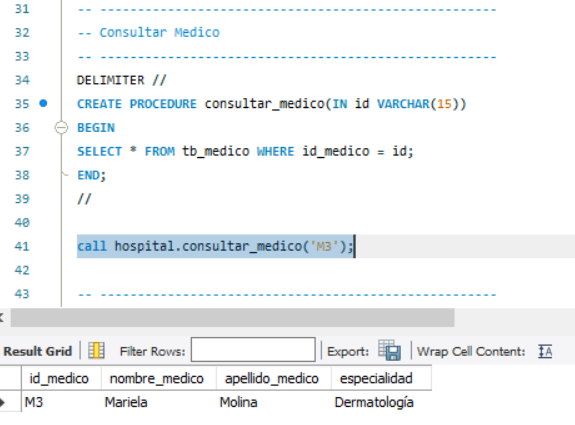 31 -- --------------------------------------------------
32 -- Consultar Medico
33 -- --------------------------------------------------
34 DELIMITER //
35 CREATE PROCEDURE consultar_medico(IN id VARCHAR(15))
36 BEGIN
37 SELECT * FROM tb_medico WHERE id_medico = id;
38 END;
39 //
40
41 call hospital.consultar_medico('M3');
42
43 -- --------------------------------------------------
Result Grid Filter Rows: Export: Wrap Cell Content:
id_medico nombre_medico apellido_medico especialidad
M3 Mariela Molina Dermatología